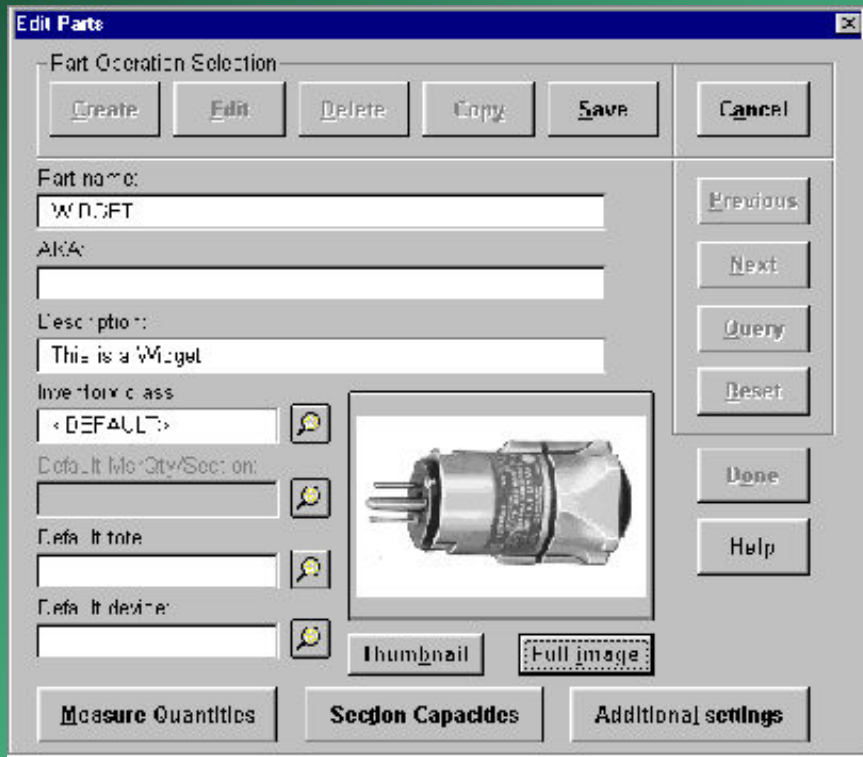 Edit Parts
Part Operation Selection
Create Edit Delete Copy Save Cancel
Part name:
WIDGET
Previous
AKA:
Next
Description:
This is a Widget
Query
Inventory class
<DEFAULT>
Reset
Default MsrQty/Section:
Done
Default tote
Help
Default device:
Thumbnail Full image
Measure Quantities Section Capacities Additional settings